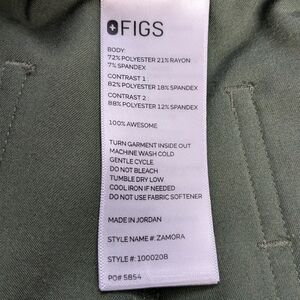 FIGS
BODY
72% POLYESTER 21% RAYON
7% SPANDEX
CONTRAST 1
82% POLYESTER 18% SPANDEX
CONTRAST 2
88% POLYESTER 12% SPANDEX
100% AWESOME
TURN GARMENT INSIDE OUT
MACHINE WASH COLD
GENTLE CYCLE
DO NOT BLEACH
TUMBLE DRY LOW
COOL IRON IF NEEDED
DO NOT USE FABRIC SOFTENER
MADE IN JORDAN
STYLE NAME #: ZAMORA
STYLE #: 1000208
PO# 5854